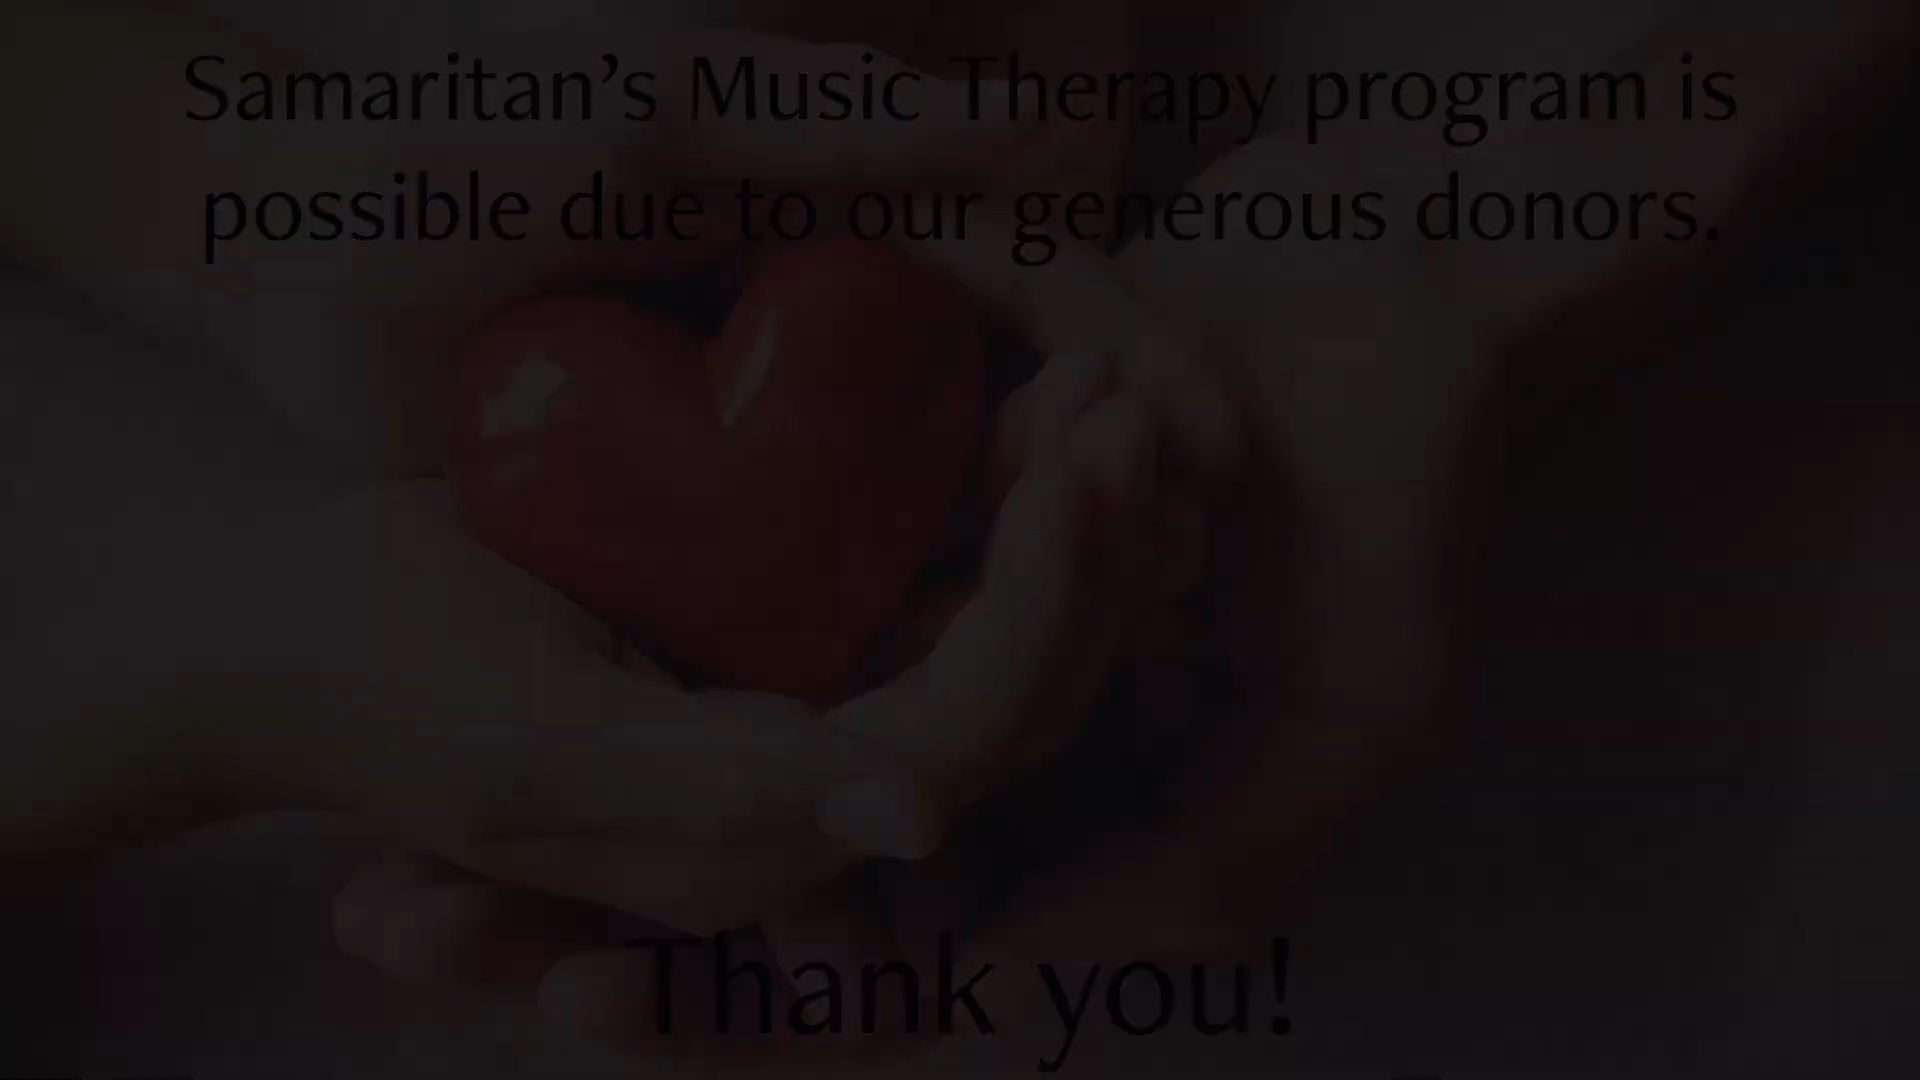 Samaritan’s Music Therapy program is
possible due to our generous donors.
Thank you!